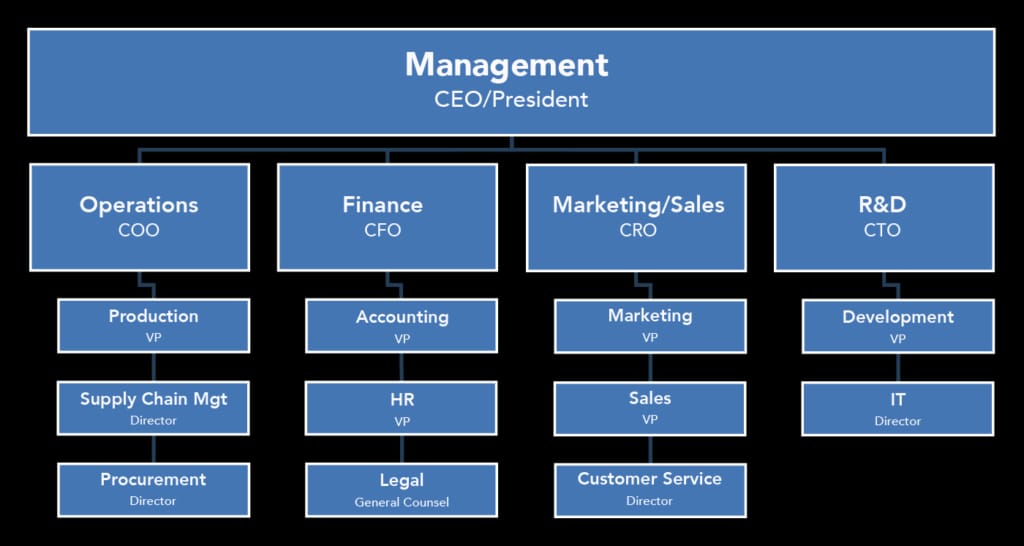 Management
CEO/President
Operations
COO
Finance
CFO
Marketing/Sales
CRO
R&D
CTO
Production
VP
Accounting
VP
Marketing
VP
Development
VP
Supply Chain Mgt
Director
HR
VP
Sales
VP
IT
Director
Procurement
Director
Legal
General Counsel
Customer Service
Director